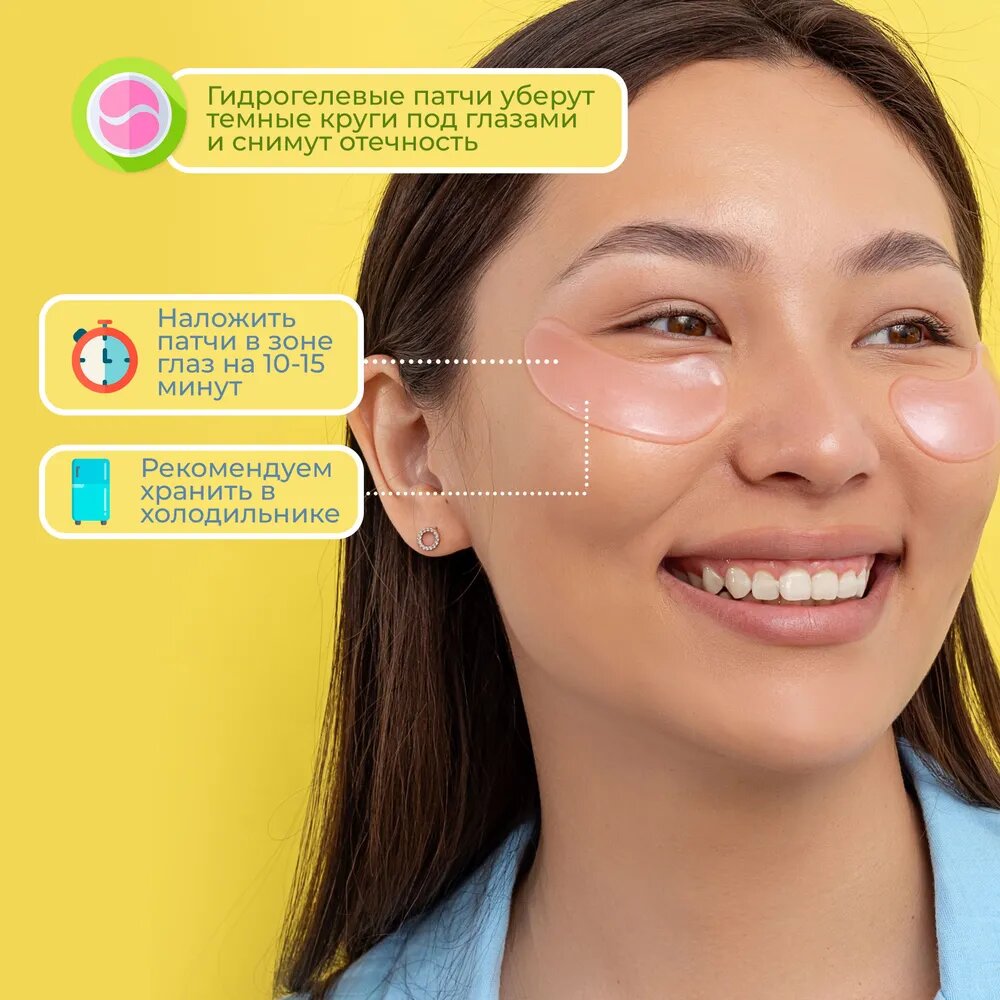 Гидрогелевые патчи уберут
темные круги под глазами
и снимут отечность
Наложить
патчи в зоне
глаз на 10-15
минут
Рекомендуем
хранить в
холодильнике